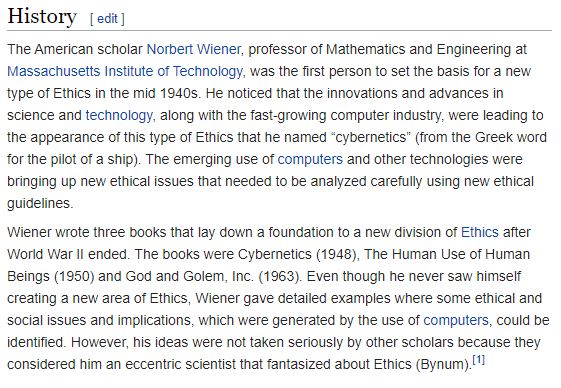 History [ edit ]
The American scholar Norbert Wiener, professor of Mathematics and Engineering at
Massachusetts Institute of Technology, was the first person to set the basis for a new
type of Ethics in the mid 1940s. He noticed that the innovations and advances in
science and technology, along with the fast-growing computer industry, were leading to
the appearance of this type of Ethics that he named “cybernetics” (from the Greek word
for the pilot of a ship). The emerging use of computers and other technologies were
bringing up new ethical issues that needed to be analyzed carefully using new ethical
guidelines.
Wiener wrote three books that lay down a foundation to a new division of Ethics after
World War II ended. The books were Cybernetics (1948), The Human Use of Human
Beings (1950) and God and Golem, Inc. (1963). Even though he never saw himself
creating a new area of Ethics, Wiener gave detailed examples where some ethical and
social issues and implications, which were generated by the use of computers, could be
identified. However, his ideas were not taken seriously by other scholars because they
considered him an eccentric scientist that fantasized about Ethics (Bynum).[1]